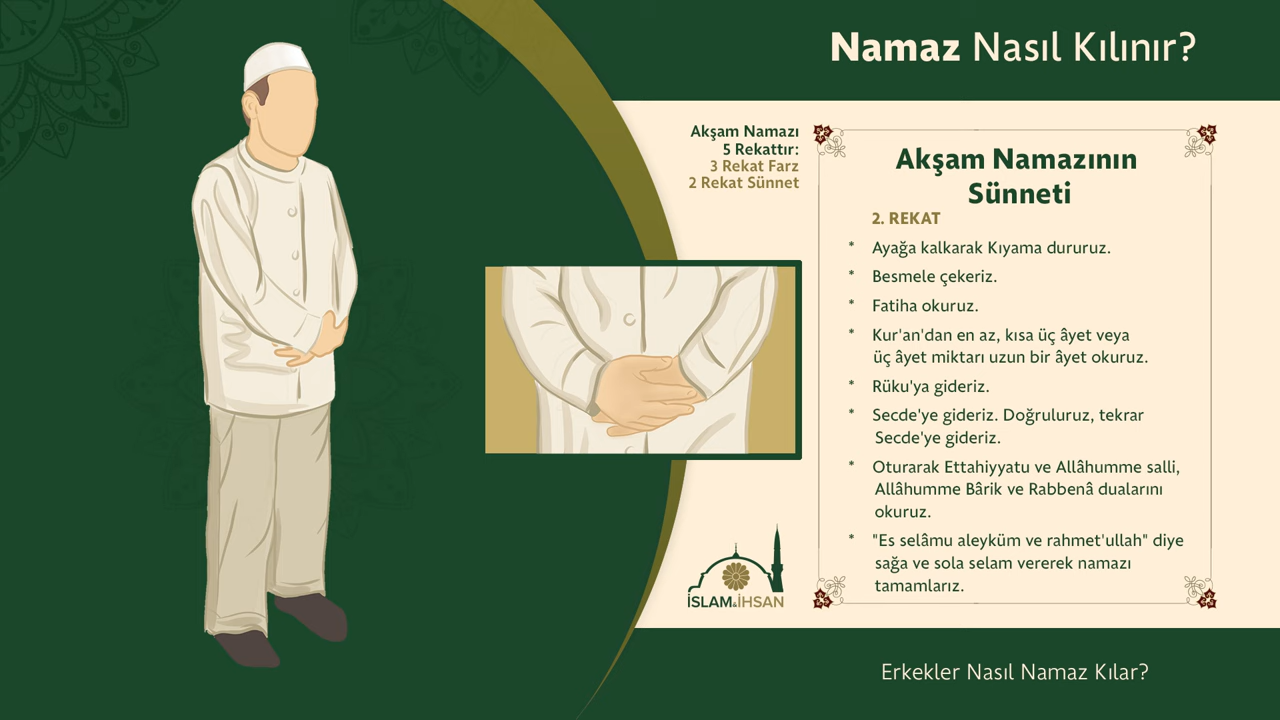 Namaz Nasıl Kılınır?
Akşam Namazı
5 Rekattır:
3 Rekat Farz
2 Rekat Sünnet
Akşam Namazının
Sünneti
2. REKAT
* Ayağa kalkarak Kıyama dururuz.
* Besmele çekeriz.
* Fatiha okuruz.
* Kur'an'dan en az, kısa üç âyet veya
üç âyet miktarı uzun bir âyet okuruz.
* Rüku'ya gideriz.
* Secde'ye gideriz. Doğruluruz, tekrar
Secde'ye gideriz.
* Oturarak Ettahiyyatu ve Allâhumme salli,
Allâhumme Bârik ve Rabbenâ dualarını
okuruz.
* "Es selâmu aleyküm ve rahmet'ullah" diye
sağa ve sola selam vererek namazı
tamamlarız.
İSLAM&İHSAN
Erkekler Nasıl Namaz Kılar?